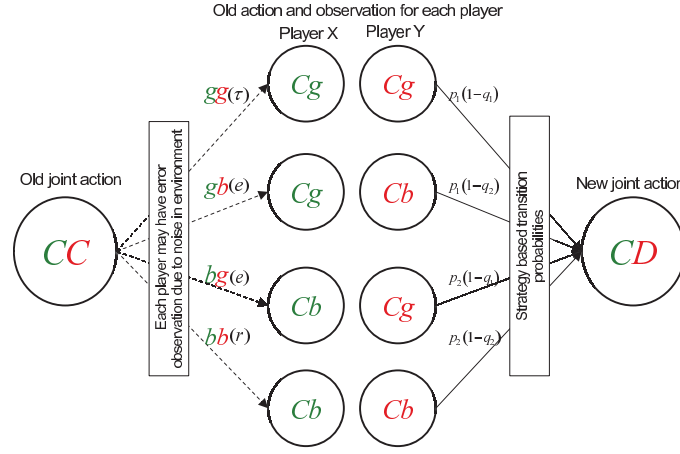 Old action and observation for each player
Player X
Player Y
gg(τ)
Cg
Cg
p₁(1−q₁)
Old joint action
Each player may have error
observation due to noise in environment
gb(e)
Cg
Cb
p₁(1−q₂)
Strategy based transition
probabilities
New joint action
CC
CD
bg(e)
Cb
Cg
p₂(1−q₁)
bb(r)
Cb
Cb
p₂(1−q₂)